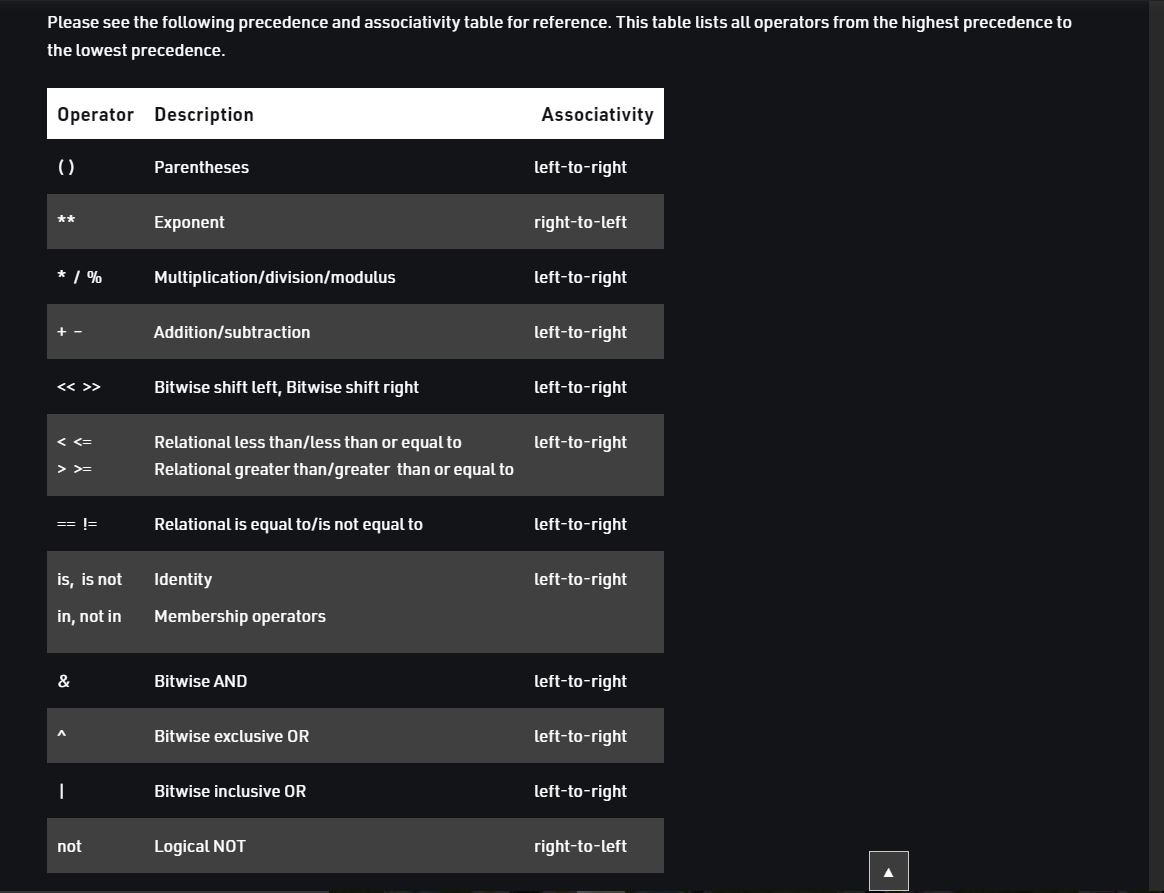 Please see the following precedence and associativity table for reference. This table lists all operators from the highest precedence to
the lowest precedence.
Operator Description Associativity
( ) Parentheses left-to-right
** Exponent right-to-left
* / % Multiplication/division/modulus left-to-right
+ - Addition/subtraction left-to-right
<< >> Bitwise shift left, Bitwise shift right left-to-right
< <= Relational less than/less than or equal to left-to-right
> >= Relational greater than/greater than or equal to
== != Relational is equal to/is not equal to left-to-right
is, is not Identity left-to-right
in, not in Membership operators
& Bitwise AND left-to-right
^ Bitwise exclusive OR left-to-right
| Bitwise inclusive OR left-to-right
not Logical NOT right-to-left